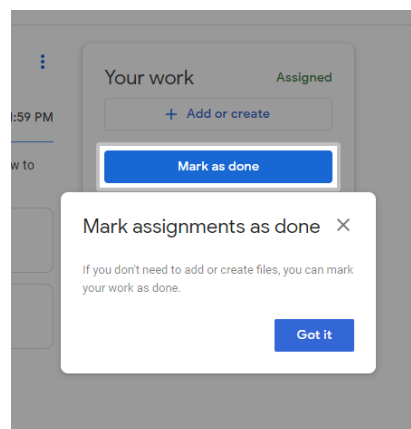 Your work Assigned
:59 PM
+ Add or create
w to
Mark as done
Mark assignments as done
If you don't need to add or create files, you can mark
your work as done.
Got it